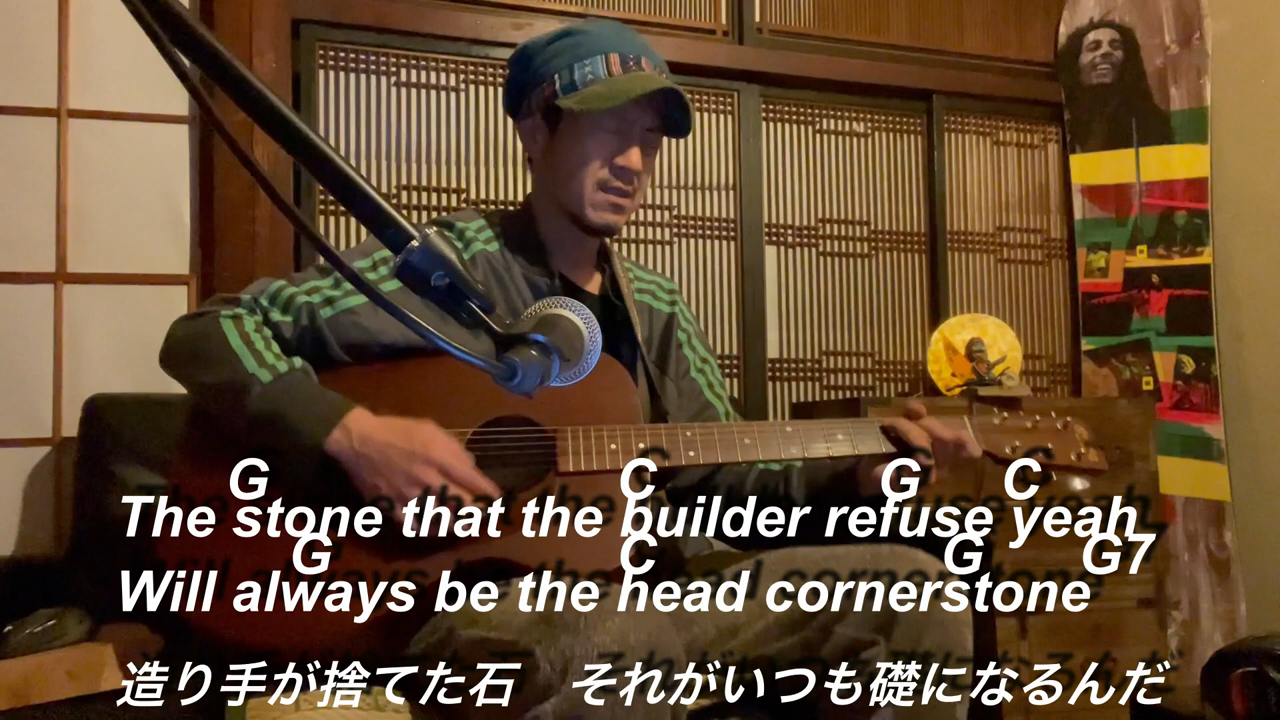 G C G C
The stone that the builder refuse yeah
G C G G7
Will always be the head cornerstone
造り手が捨てた石　それがいつも礎になるんだ